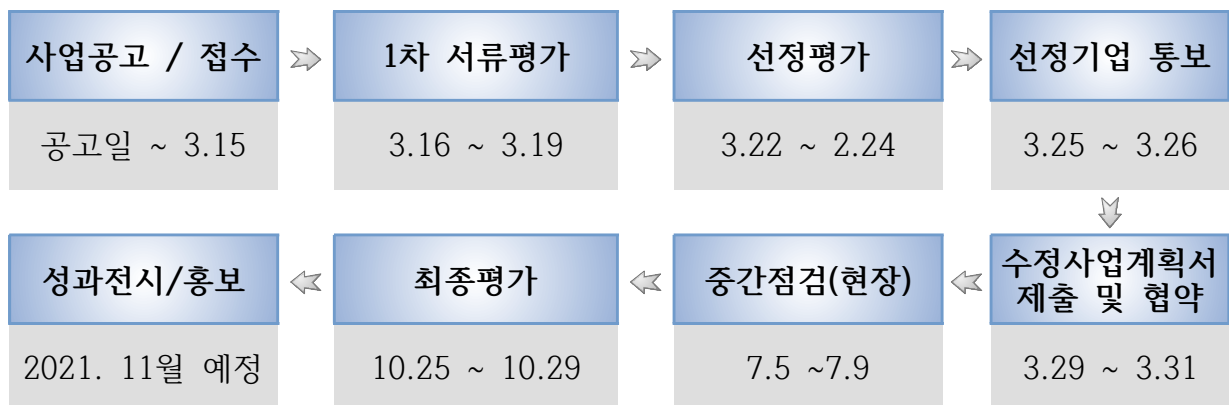 사업공고 / 접수
공고일 ~ 3.15
1차 서류평가
3.16 ~ 3.19
선정평가
3.22 ~ 2.24
선정기업 통보
3.25 ~ 3.26
수정사업계획서
제출 및 협약
3.29 ~ 3.31
중간점검(현장)
7.5 ~7.9
최종평가
10.25 ~ 10.29
성과전시/홍보
2021. 11월 예정